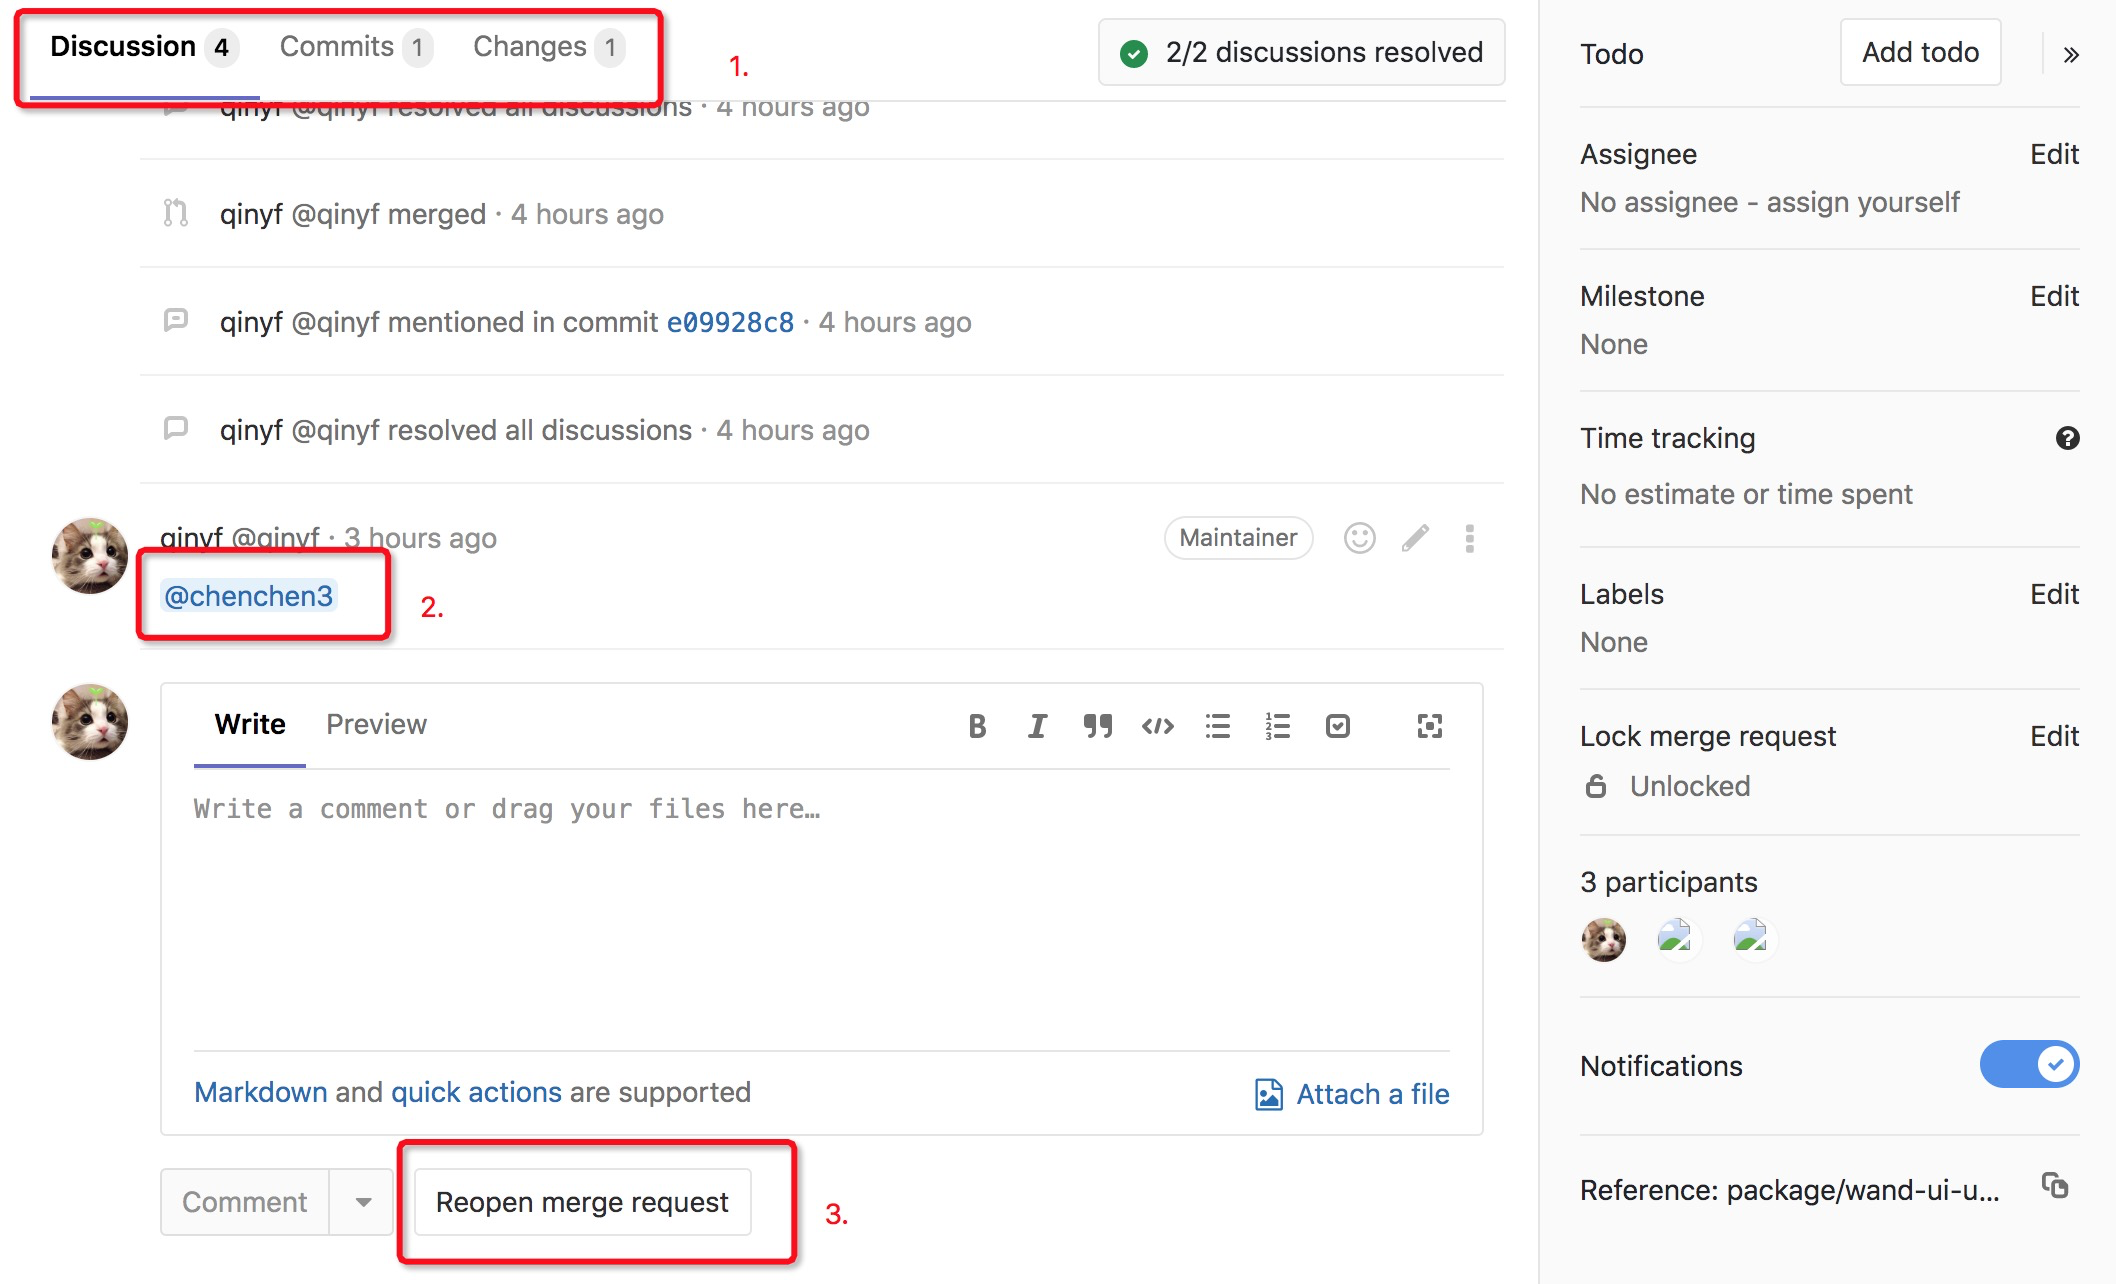 Discussion 4 Commits 1 Changes 1
1.
2/2 discussions resolved
qinyf @qinyf resolved all discussions · 4 hours ago
qinyf @qinyf merged · 4 hours ago
qinyf @qinyf mentioned in commit e09928c8 · 4 hours ago
qinyf @qinyf resolved all discussions · 4 hours ago
qinyf @qinyf · 3 hours ago
Maintainer
@chenchen3
2.
Write Preview
Write a comment or drag your files here…
Markdown and quick actions are supported
Attach a file
Comment
Reopen merge request
3.
Todo
Add todo
Assignee
Edit
No assignee - assign yourself
Milestone
Edit
None
Time tracking
No estimate or time spent
Labels
Edit
None
Lock merge request
Edit
Unlocked
3 participants
Notifications
Reference: package/wand-ui-u...